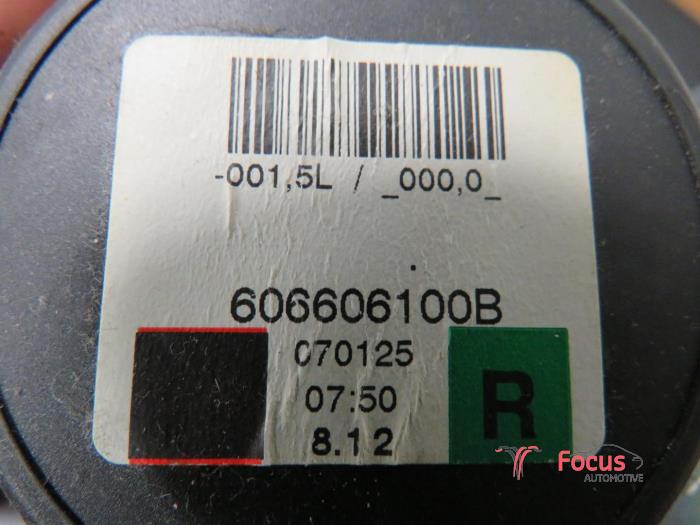 -001,5L / _000,0_
606606100B
070125
07:50
8.12
R
Focus
AUTOMOTIVE